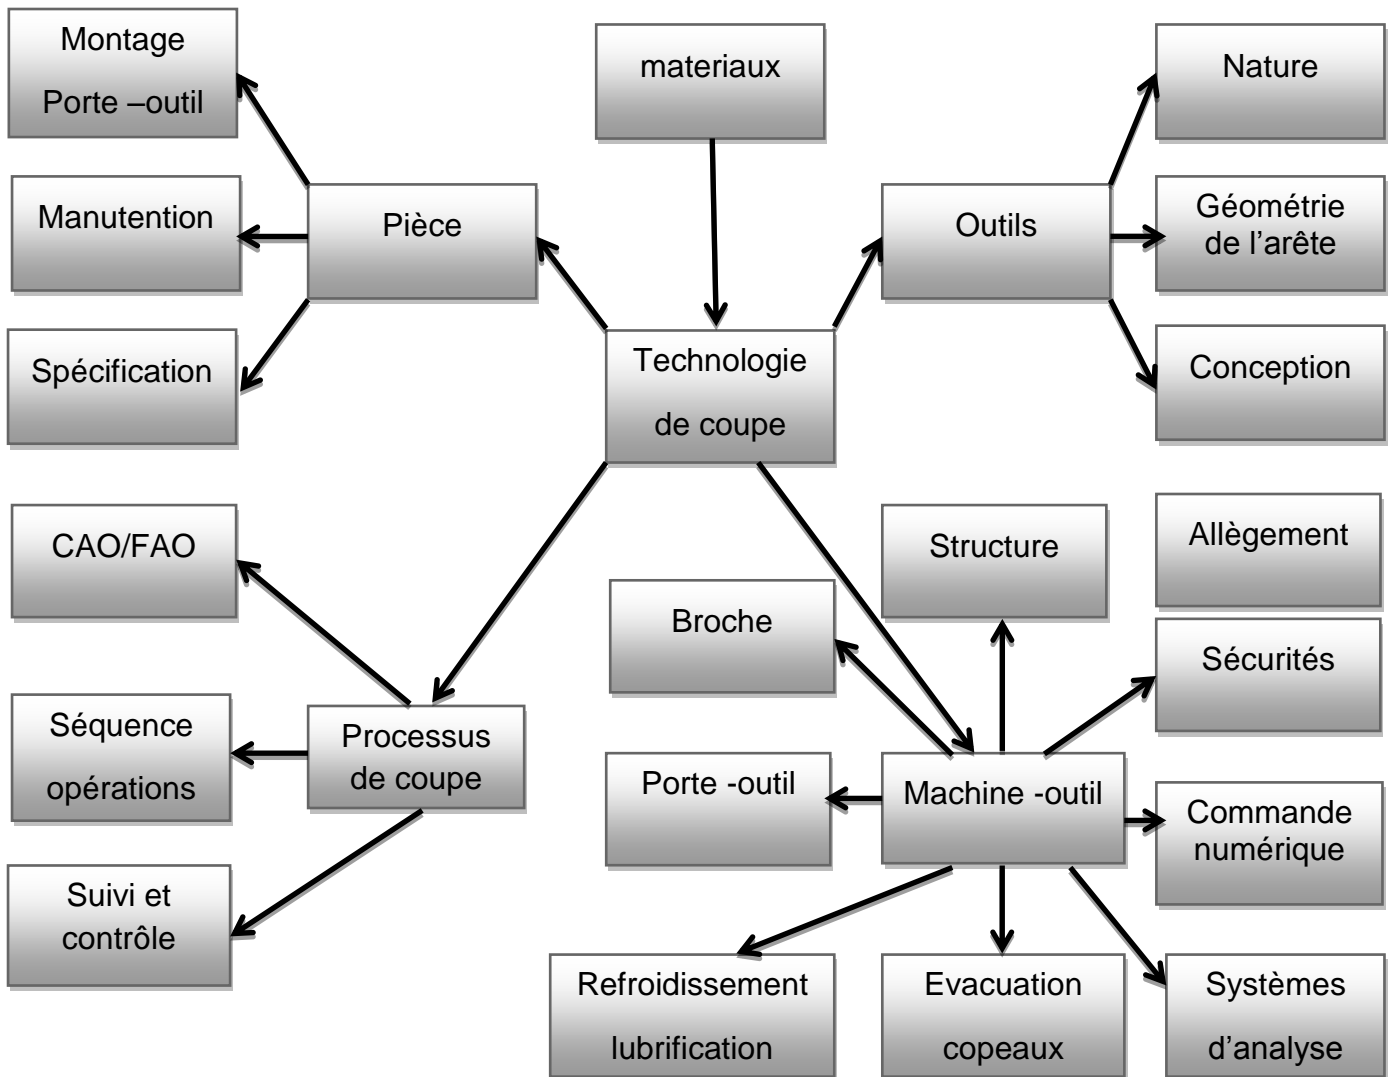 Montage
Porte –outil
materiaux
Nature
Manutention
Pièce
Outils
Géométrie
de l’arête
Spécification
Technologie
de coupe
Conception
CAO/FAO
Structure
Allègement
Broche
Sécurités
Séquence
opérations
Processus
de coupe
Porte -outil
Machine -outil
Commande
numérique
Suivi et
contrôle
Refroidissement
lubrification
Evacuation
copeaux
Systèmes
d’analyse